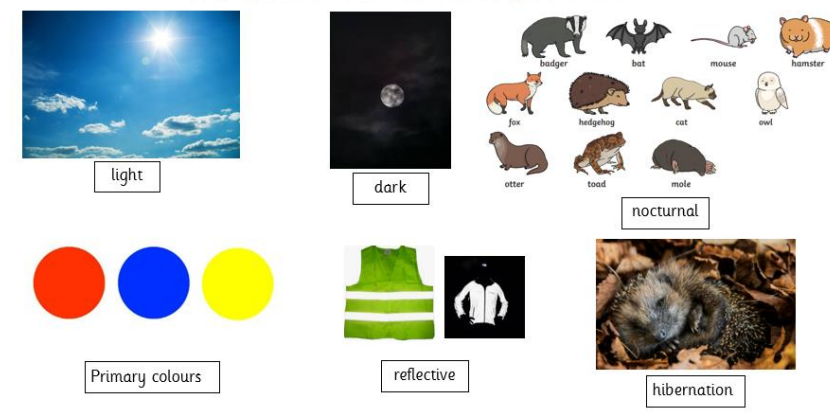 badger bat mouse hamster
fox hedgehog cat owl
otter toad mole
light
dark
nocturnal
Primary colours
reflective
hibernation